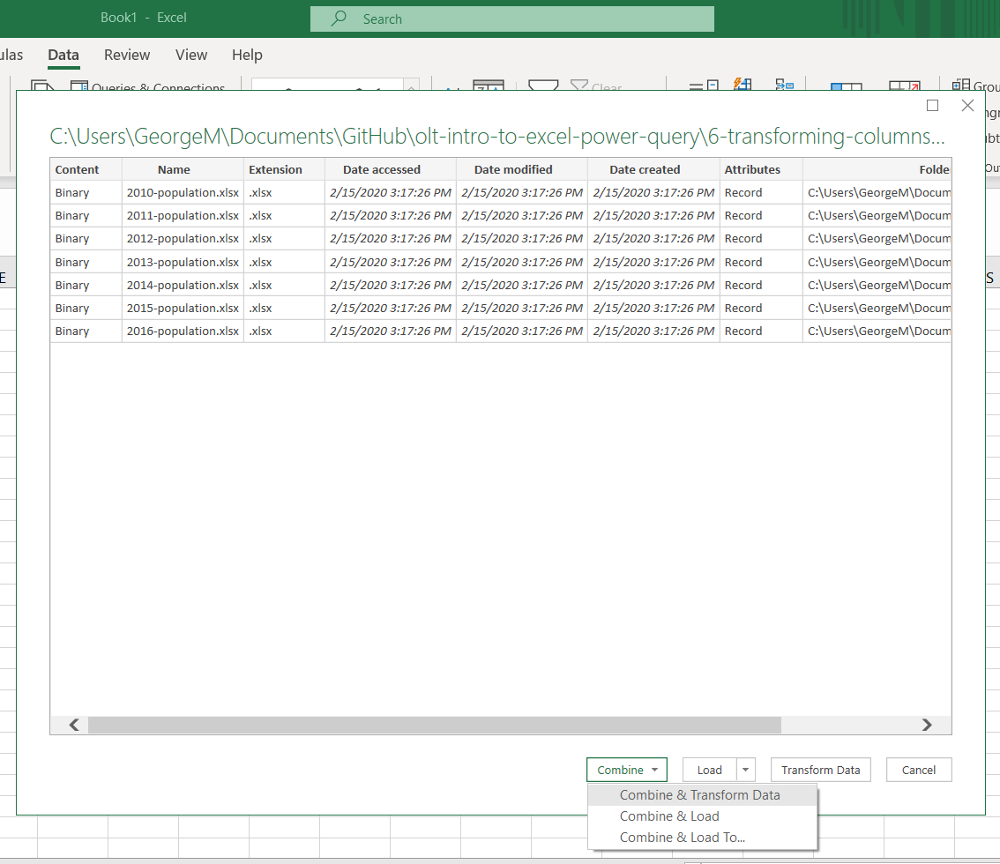 Book1 - Excel
Search
ulas Data Review View Help
Queries & Connections Clear Grou
C:\Users\GeorgeM\Documents\GitHub\olt-intro-to-excel-power-query\6-transforming-columns...
Content Name Extension Date accessed Date modified Date created Attributes Folde
Binary 2010-population.xlsx .xlsx 2/15/2020 3:17:26 PM 2/15/2020 3:17:26 PM 2/15/2020 3:17:26 PM Record C:\Users\GeorgeM\Docum
Binary 2011-population.xlsx .xlsx 2/15/2020 3:17:26 PM 2/15/2020 3:17:26 PM 2/15/2020 3:17:26 PM Record C:\Users\GeorgeM\Docum
Binary 2012-population.xlsx .xlsx 2/15/2020 3:17:26 PM 2/15/2020 3:17:26 PM 2/15/2020 3:17:26 PM Record C:\Users\GeorgeM\Docum
Binary 2013-population.xlsx .xlsx 2/15/2020 3:17:26 PM 2/15/2020 3:17:26 PM 2/15/2020 3:17:26 PM Record C:\Users\GeorgeM\Docum
Binary 2014-population.xlsx .xlsx 2/15/2020 3:17:26 PM 2/15/2020 3:17:26 PM 2/15/2020 3:17:26 PM Record C:\Users\GeorgeM\Docum
Binary 2015-population.xlsx .xlsx 2/15/2020 3:17:26 PM 2/15/2020 3:17:26 PM 2/15/2020 3:17:26 PM Record C:\Users\GeorgeM\Docum
Binary 2016-population.xlsx .xlsx 2/15/2020 3:17:26 PM 2/15/2020 3:17:26 PM 2/15/2020 3:17:26 PM Record C:\Users\GeorgeM\Docum
E S
Combine Load Transform Data Cancel
Combine & Transform Data
Combine & Load
Combine & Load To...